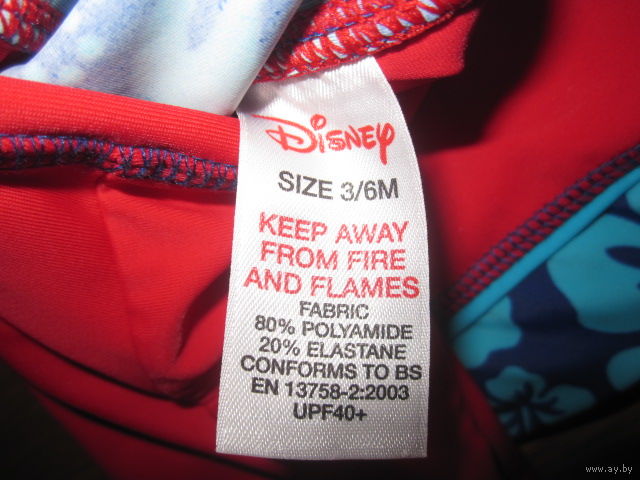 Disney
SIZE 3/6M
KEEP AWAY
FROM FIRE
AND FLAMES
FABRIC
80% POLYAMIDE
20% ELASTANE
CONFORMS TO BS
EN 13758-2:2003
UPF40+
www.ay.by